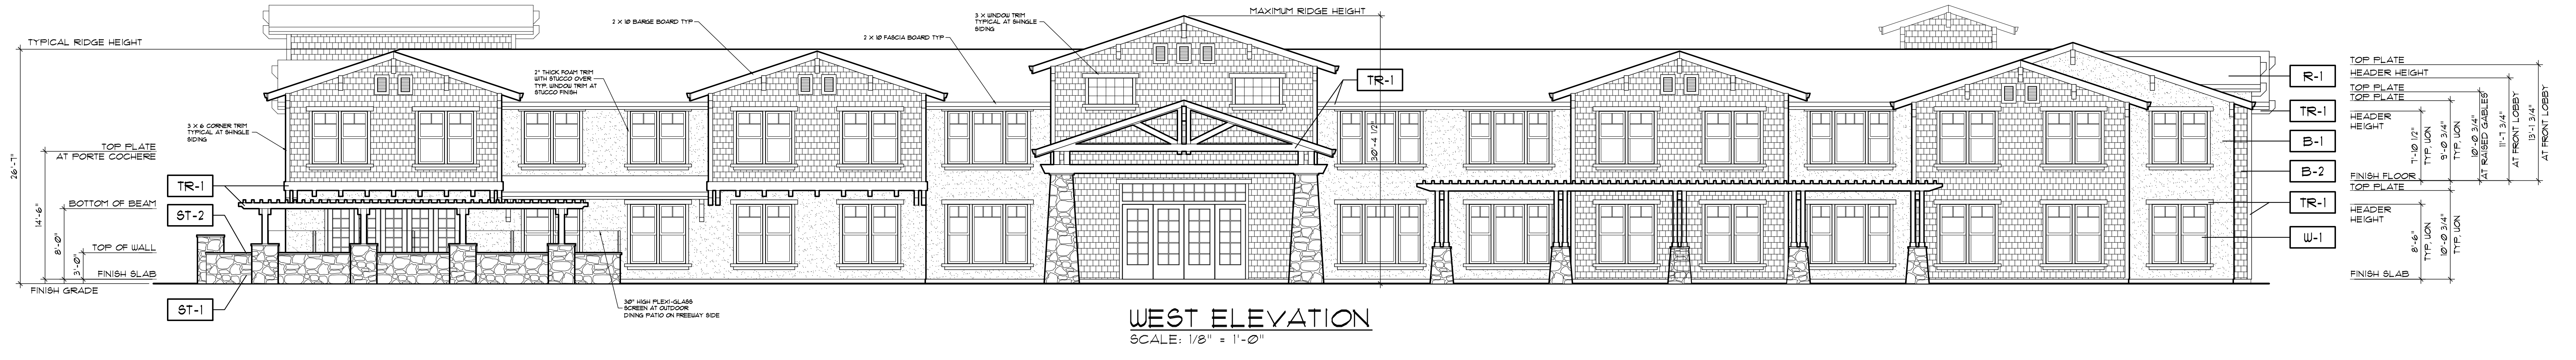 TYPICAL RIDGE HEIGHT
2 X 10 BARGE BOARD TYP
2 X 10 FASCIA BOARD TYP
3 X WINDOW TRIM
TYPICAL AT SHINGLE
SIDING
MAXIMUM RIDGE HEIGHT
2" THICK FOAM TRIM
WITH STUCCO OVER
TYP. WINDOW TRIM AT
STUCCO FINISH
3 X 6 CORNER TRIM
TYPICAL AT SHINGLE
SIDING
TOP PLATE
AT PORTE COCHERE
26'-7"
TR-1
BOTTOM OF BEAM
ST-2
14'-6"
8'-0"
TOP OF WALL
3'-0"
FINISH SLAB
FINISH GRADE
ST-1
30" HIGH PLEXI-GLASS
SCREEN AT OUTDOOR
DINING PATIO ON FREEWAY SIDE
TR-1
30'-4 1/2"
R-1
TR-1
B-1
B-2
TR-1
W-1
TOP PLATE
HEADER HEIGHT
TOP PLATE
TOP PLATE
HEADER
HEIGHT
7'-10 1/2"
TYP, UON
9'-0 3/4"
TYP, UON
10'-0 3/4"
AT RAISED GABLES
11'-7 3/4"
AT FRONT LOBBY
13'-1 3/4"
AT FRONT LOBBY
FINISH FLOOR
TOP PLATE
HEADER
HEIGHT
8'-6"
TYP, UON
10'-0 3/4"
TYP, UON
FINISH SLAB
WEST ELEVATION
SCALE: 1/8" = 1'-0"